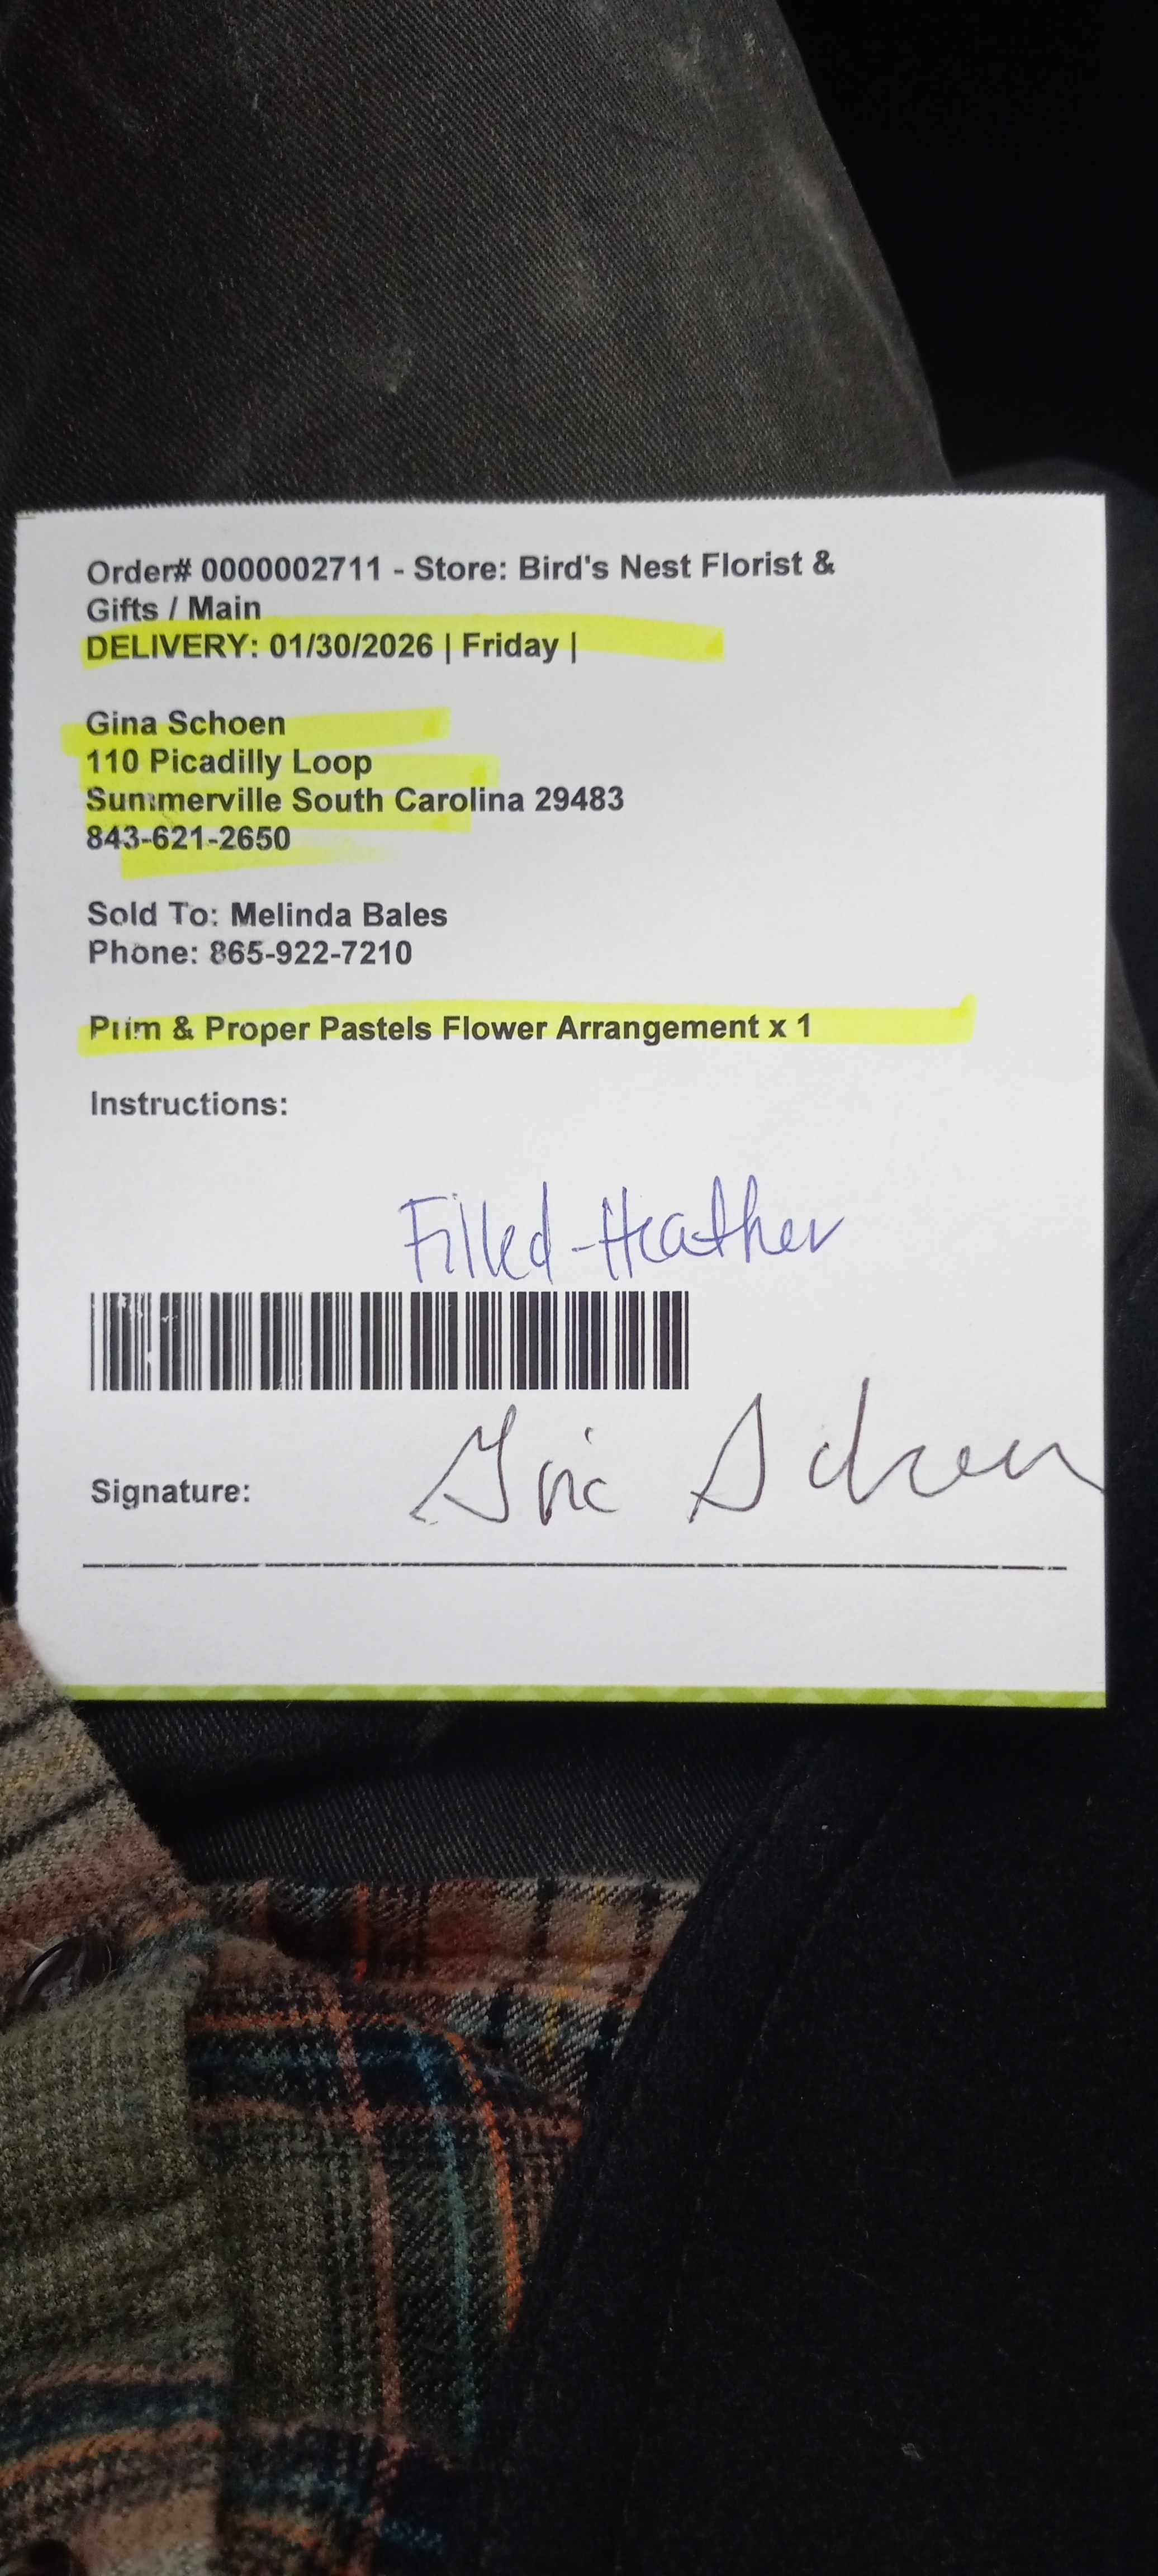 Order# 0000002711 - Store: Bird's Nest Florist &
Gifts / Main
DELIVERY: 01/30/2026 | Friday |
Gina Schoen
110 Picadilly Loop
Summerville South Carolina 29483
843-621-2650
Sold To: Melinda Bales
Phone: 865-922-7210
Prim & Proper Pastels Flower Arrangement x 1
Instructions:
Filled-Heather
Signature: Gina Schoen